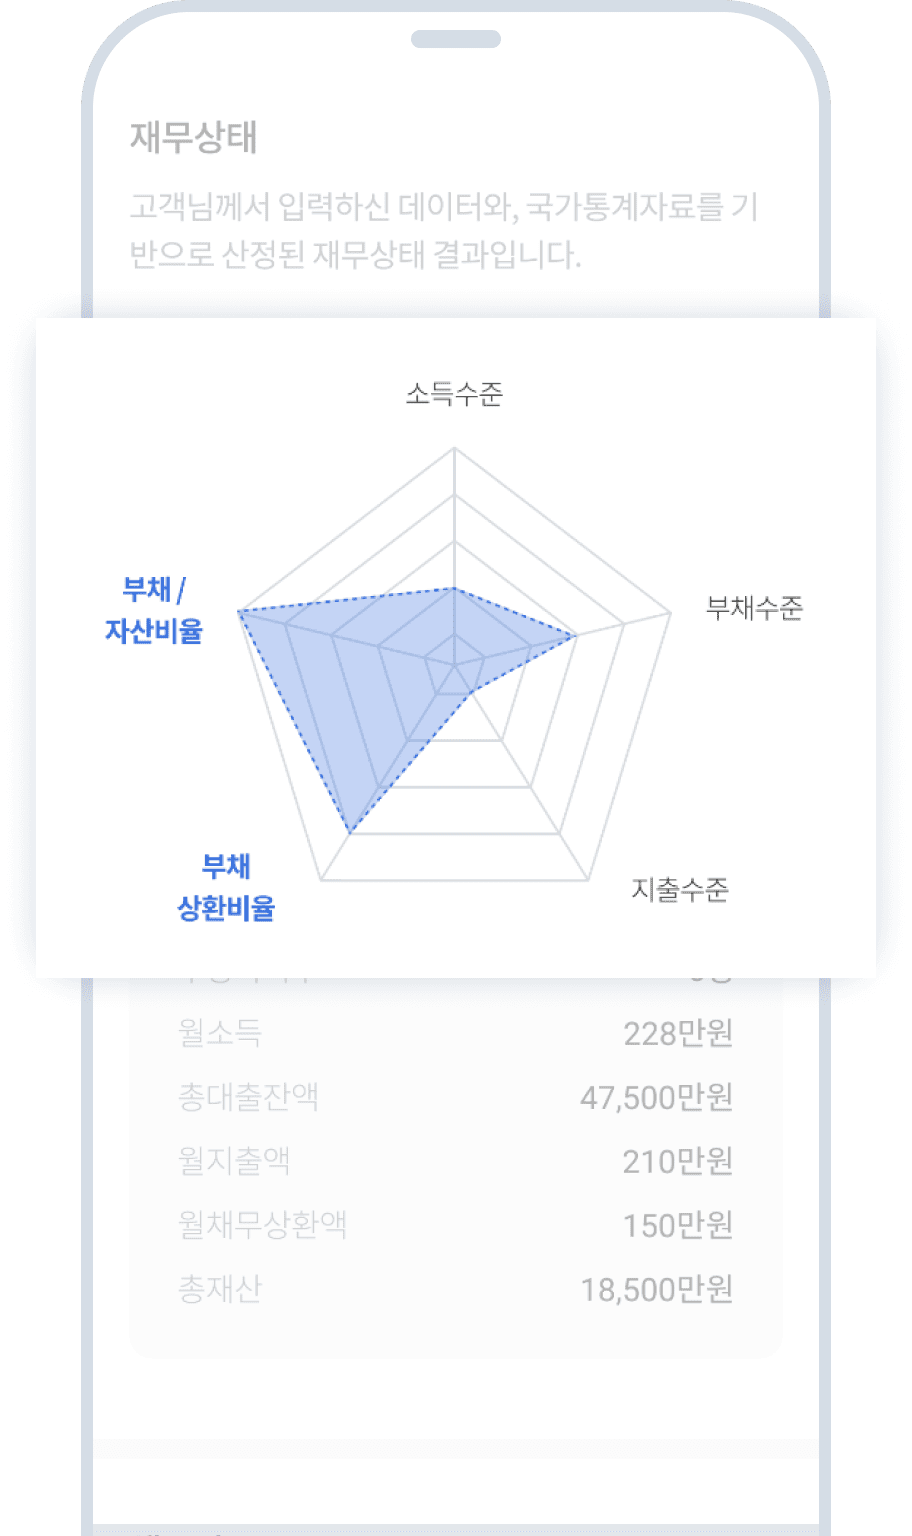 재무상태
고객님께서 입력하신 데이터와, 국가통계자료를 기
반으로 산정된 재무상태 결과입니다.
소득수준
부채 /
자산비율
부채수준
부채
상환비율
지출수준
월소득 228만원
총대출잔액 47,500만원
월지출액 210만원
월채무상환액 150만원
총재산 18,500만원